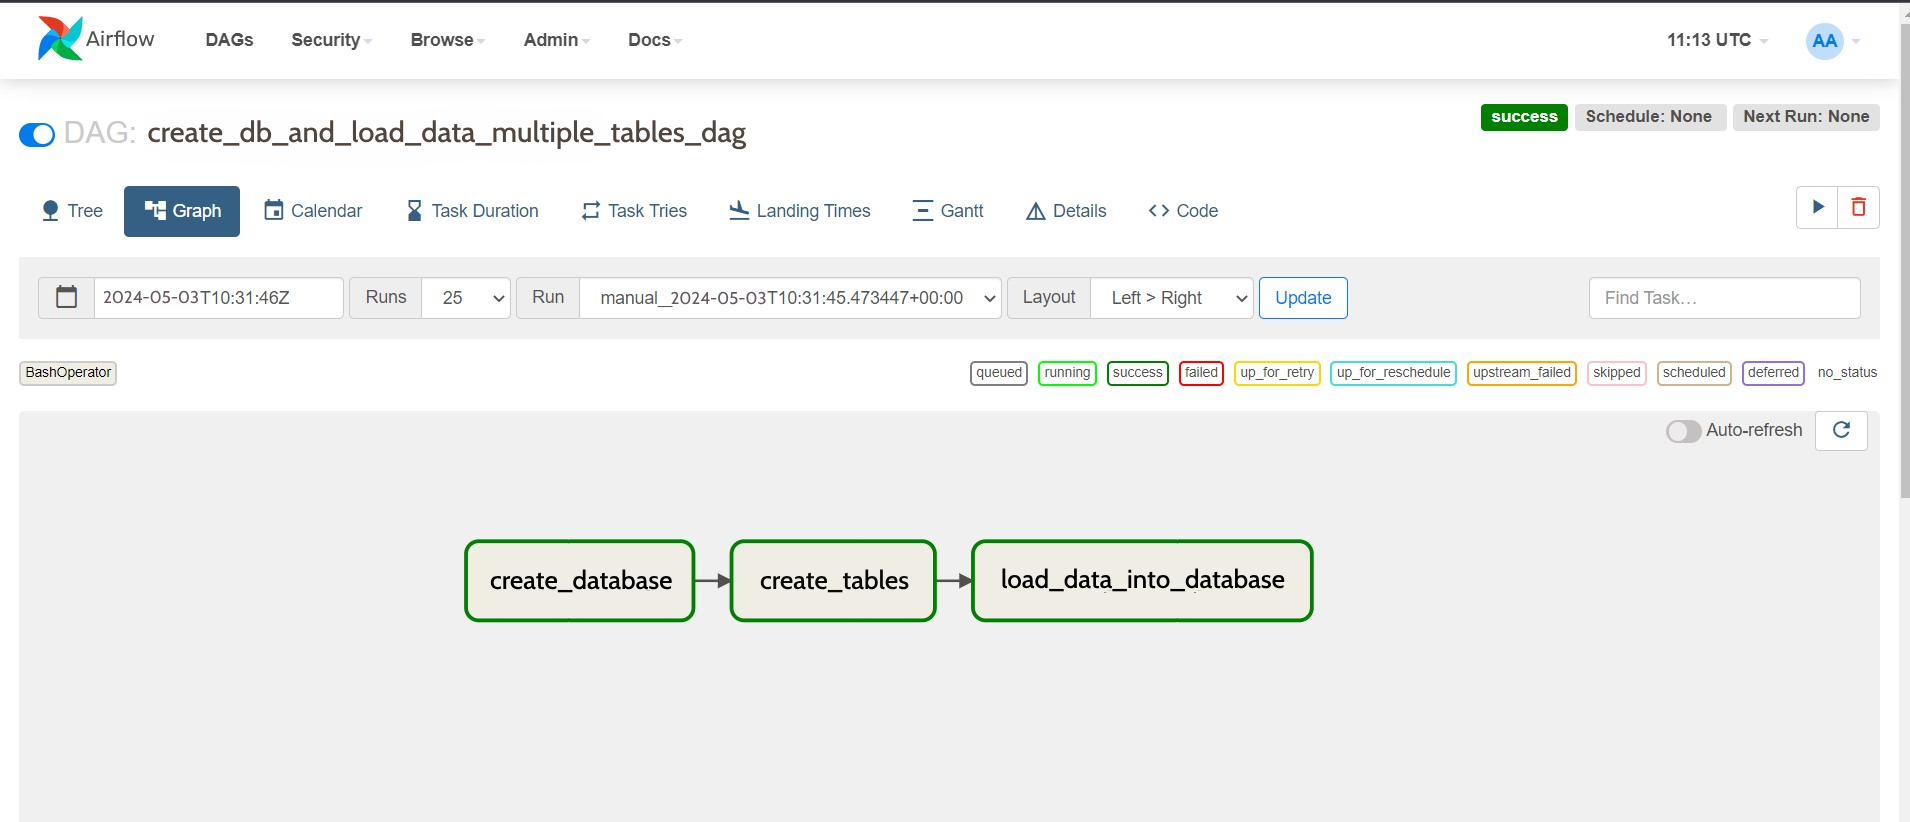 Airflow DAGs Security Browse Admin Docs 11:13 UTC AA
DAG: create_db_and_load_data_multiple_tables_dag success Schedule: None Next Run: None
Tree Graph Calendar Task Duration Task Tries Landing Times Gantt Details Code
2024-05-03T10:31:46Z Runs 25 Run manual__2024-05-03T10:31:45.473447+00:00 Layout Left > Right Update Find Task...
BashOperator queued running success failed up_for_retry up_for_reschedule upstream_failed skipped scheduled deferred no_status
Auto-refresh
create_database create_tables load_data_into_database